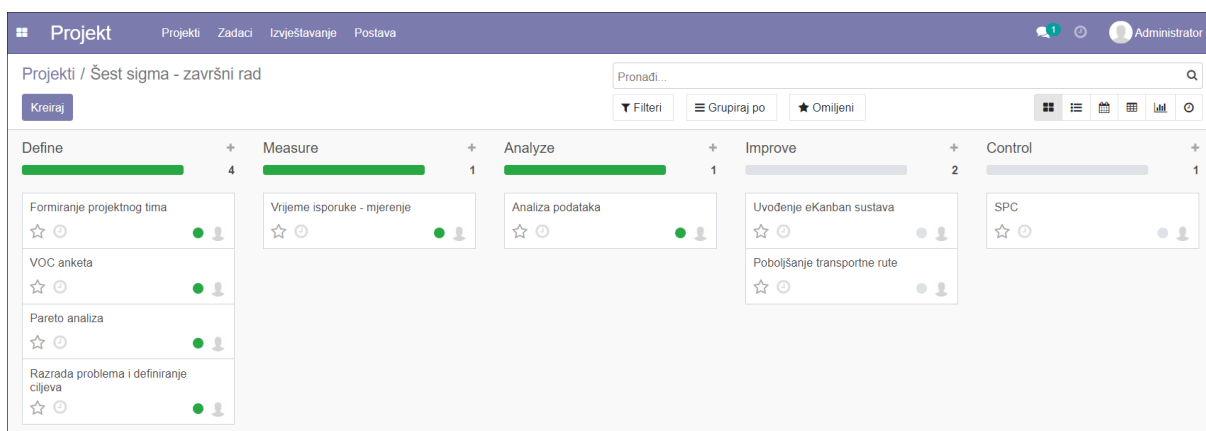 Projekt Projekti Zadaci Izvještavanje Postava 1 Administrator
Projekti / Šest sigma - završni rad
Pronađi...
Kreiraj
Filteri Grupiraj po Omiljeni
Define + Measure + Analyze + Improve + Control +
4 1 1 2 1
Formiranje projektnog tima
VOC anketa
Pareto analiza
Razrada problema i definiranje
ciljeva
Vrijeme isporuke - mjerenje
Analiza podataka
Uvođenje eKanban sustava
Poboljšanje transportne rute
SPC